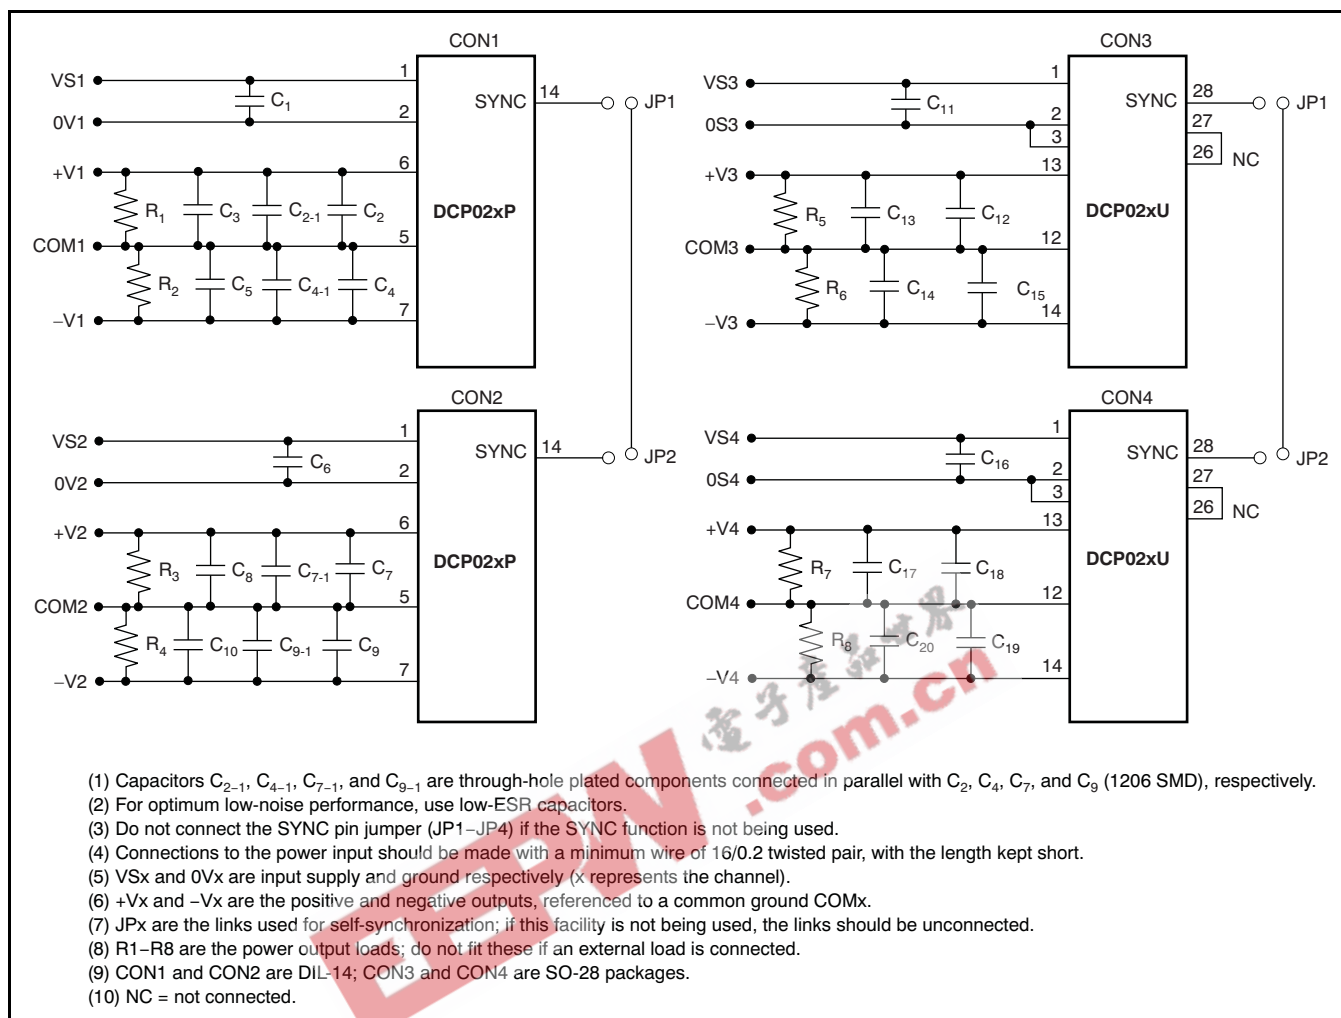 CON1
VS1
1
C1
SYNC
14
JP1
0V1
2
+V1
6
R1
C3
C2-1
C2
DCP02xP
COM1
5
R2
C5
C4-1
C4
–V1
7
CON3
VS3
1
C11
SYNC
28
JP1
0S3
2
3
27
26
NC
+V3
13
R5
C13
C12
DCP02xU
COM3
12
R6
C14
C15
–V3
14
CON2
VS2
1
C6
SYNC
14
JP2
0V2
2
+V2
6
R3
C8
C7-1
C7
DCP02xP
COM2
5
R4
C10
C9-1
C9
–V2
7
CON4
VS4
1
C16
SYNC
28
JP2
0S4
2
3
27
26
NC
+V4
13
R7
C17
C18
DCP02xU
COM4
12
R8
C20
C19
–V4
14
(1) Capacitors C2–1, C4–1, C7–1, and C9–1 are through-hole plated components connected in parallel with C2, C4, C7, and C9 (1206 SMD), respectively.
(2) For optimum low-noise performance, use low-ESR capacitors.
(3) Do not connect the SYNC pin jumper (JP1–JP4) if the SYNC function is not being used.
(4) Connections to the power input should be made with a minimum wire of 16/0.2 twisted pair, with the length kept short.
(5) VSx and 0Vx are input supply and ground respectively (x represents the channel).
(6) +Vx and –Vx are the positive and negative outputs, referenced to a common ground COMx.
(7) JPx are the links used for self-synchronization; if this facility is not being used, the links should be unconnected.
(8) R1–R8 are the power output loads; do not fit these if an external load is connected.
(9) CON1 and CON2 are DIL-14; CON3 and CON4 are SO-28 packages.
(10) NC = not connected.
EEPW
電子產品世界
.com.cn